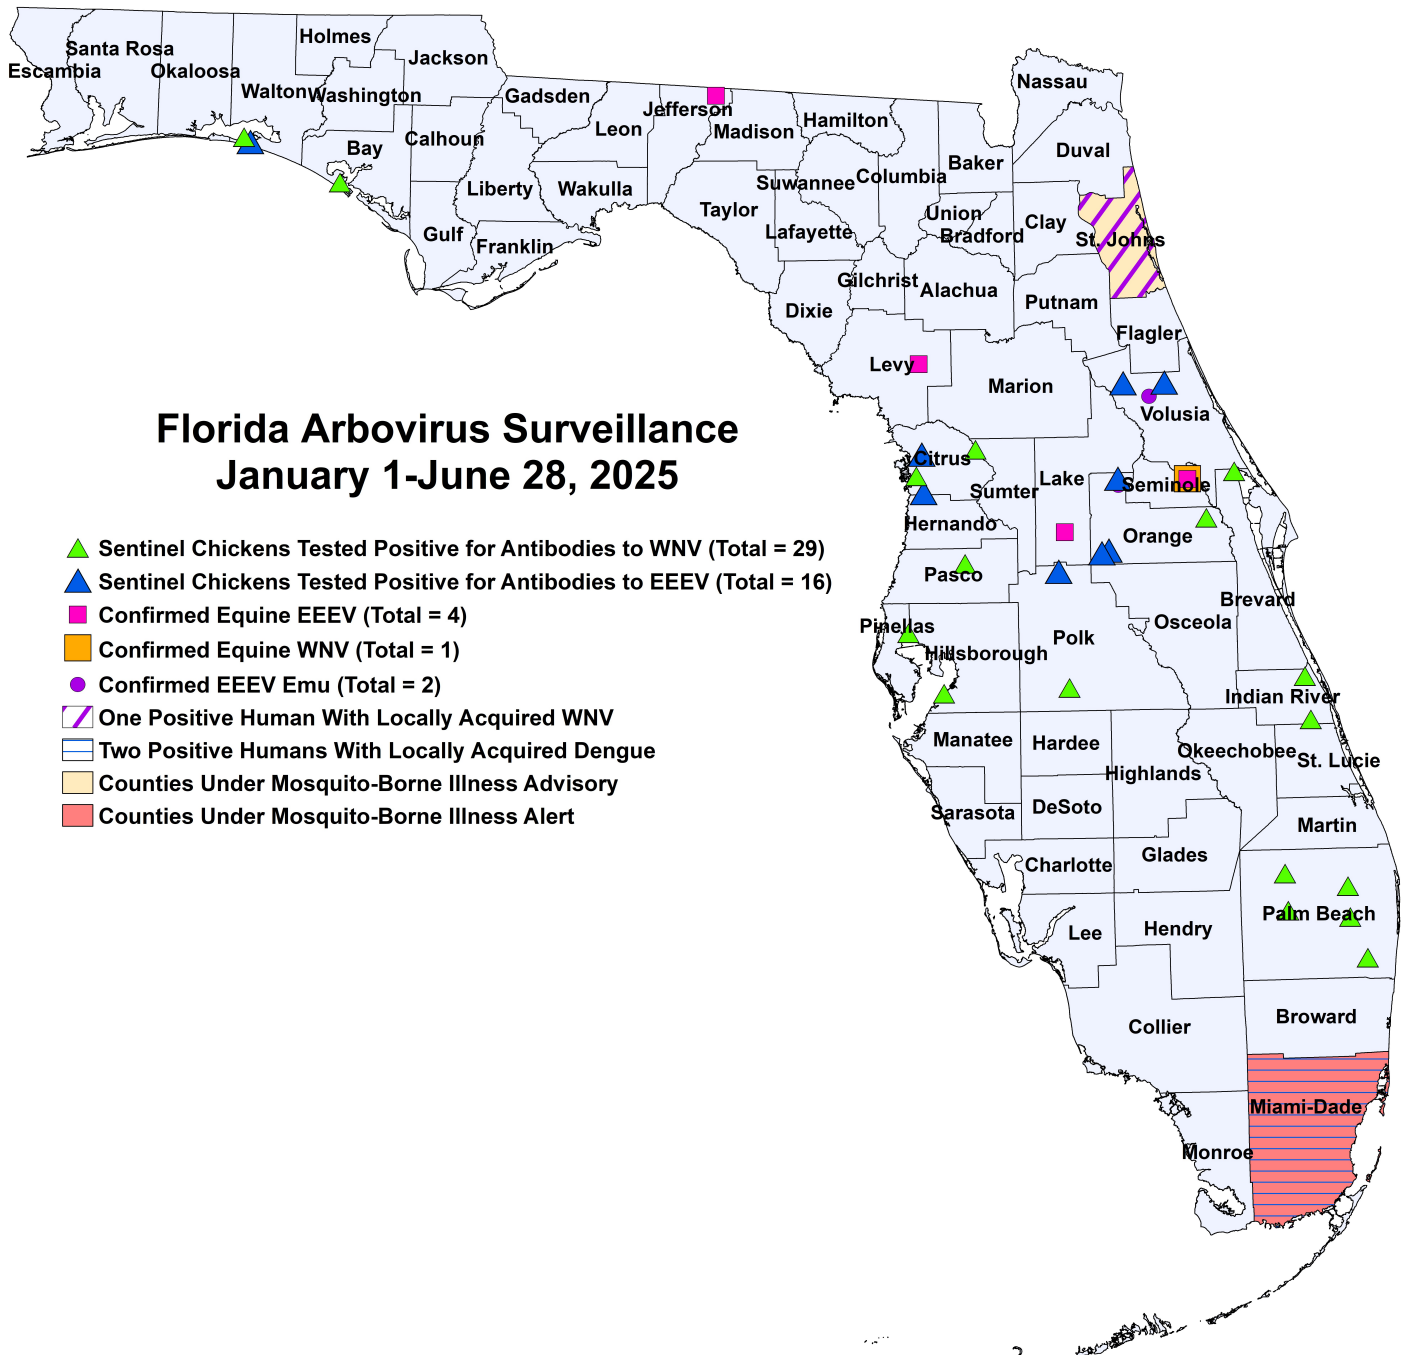 Holmes
Jackson
Santa Rosa
Escambia
Okaloosa
Walton
Washington
Nassau
Gadsden
Jefferson
Leon
Madison
Hamilton
Calhoun
Bay
Duval
Baker
Suwannee
Columbia
Liberty
Wakulla
Taylor
Union
Clay
Bradford
Lafayette
Gulf
Franklin
St. Johns
Gilchrist
Alachua
Dixie
Putnam
Flagler
Levy
Marion
Volusia
Florida Arbovirus Surveillance
January 1-June 28, 2025
Citrus
Sumter
Lake
Seminole
Hernando
Orange
Pasco
Brevard
Osceola
Pinellas
Hillsborough
Polk
Indian River
Manatee
Hardee
Okeechobee
St. Lucie
Highlands
Sarasota
DeSoto
Martin
Charlotte
Glades
Palm Beach
Lee
Hendry
Collier
Broward
Miami-Dade
Monroe
Sentinel Chickens Tested Positive for Antibodies to WNV (Total = 29)
Sentinel Chickens Tested Positive for Antibodies to EEEV (Total = 16)
Confirmed Equine EEEV (Total = 4)
Confirmed Equine WNV (Total = 1)
Confirmed EEEV Emu (Total = 2)
One Positive Human With Locally Acquired WNV
Two Positive Humans With Locally Acquired Dengue
Counties Under Mosquito-Borne Illness Advisory
Counties Under Mosquito-Borne Illness Alert